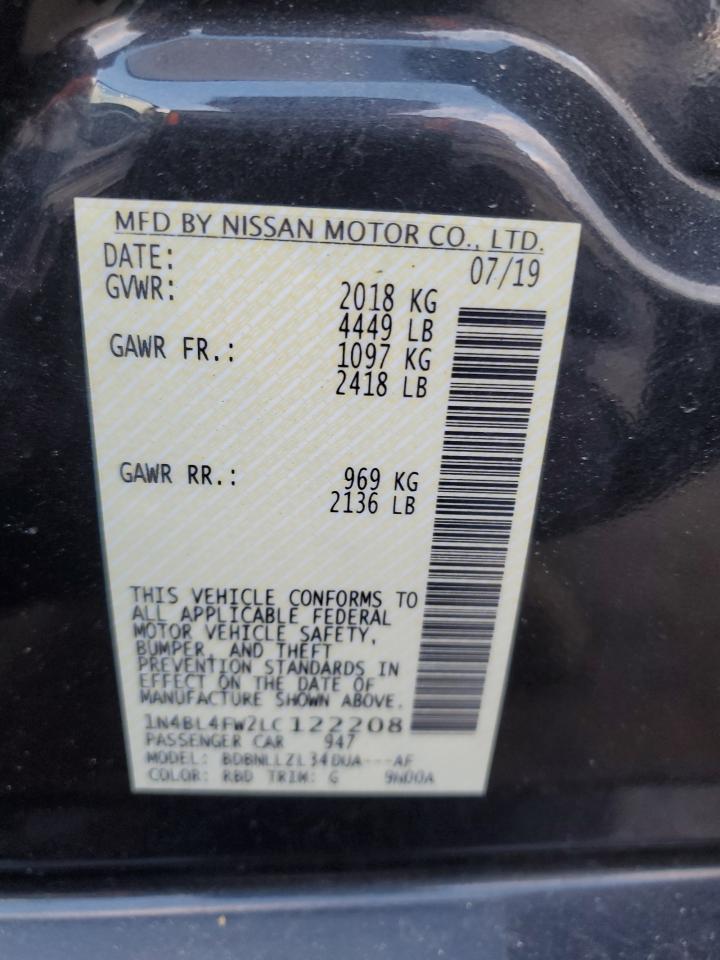 MFD BY NISSAN MOTOR CO., LTD.
DATE: 07/19
GVWR: 2018 KG
4449 LB
GAWR FR.: 1097 KG
2418 LB
GAWR RR.: 969 KG
2136 LB
THIS VEHICLE CONFORMS TO
ALL APPLICABLE FEDERAL
MOTOR VEHICLE SAFETY,
BUMPER, AND THEFT
PREVENTION STANDARDS IN
EFFECT ON THE DATE OF
MANUFACTURE SHOWN ABOVE.
1N4BL4FW2LC122208
PASSENGER CAR 947
MODEL: BDBNLLZL34DUA---AF
COLOR: RBD TRIM: G 9N00A